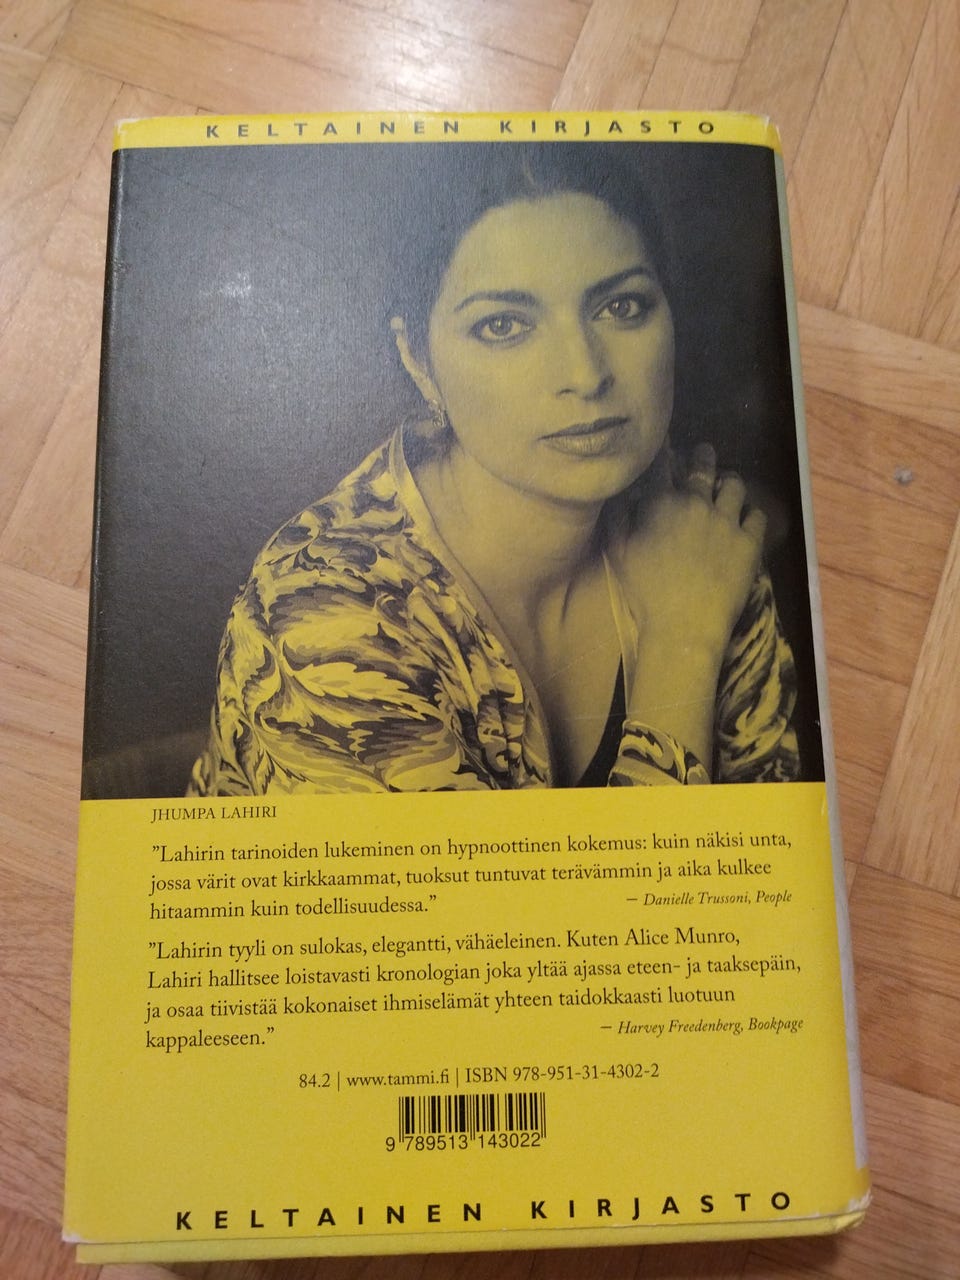 KELTAINEN KIRJASTO
JHUMPA LAHIRI
”Lahirin tarinoiden lukeminen on hypnoottinen kokemus: kuin näkisi unta,
jossa värit ovat kirkkaammat, tuoksut tuntuvat terävämmin ja aika kulkee
hitaammin kuin todellisuudessa.” – Danielle Trussoni, People
”Lahirin tyyli on sulokas, elegantti, vähäeleinen. Kuten Alice Munro,
Lahiri hallitsee loistavasti kronologian joka yltää ajassa eteen- ja taaksepäin,
ja osaa tiivistää kokonaiset ihmiselämät yhteen taidokkaasti luotuun
kappaleeseen.” – Harvey Freedenberg, Bookpage
84.2 | www.tammi.fi | ISBN 978-951-31-4302-2
9 789513 143022
KELTAINEN KIRJASTO